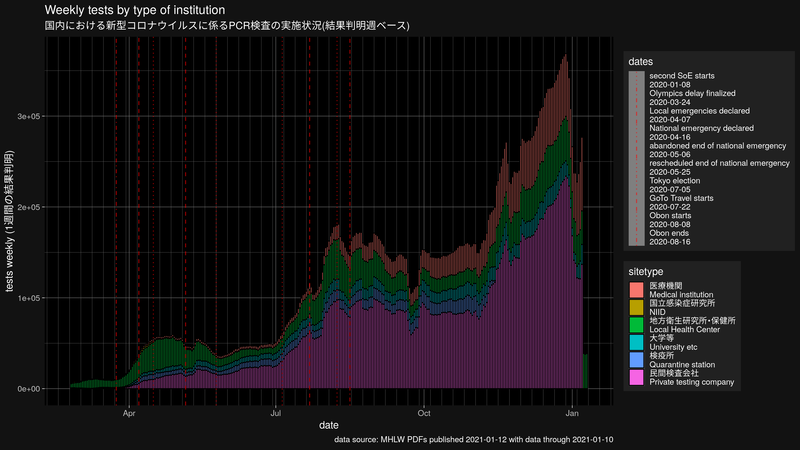 Weekly tests by type of institution
国内における新型コロナウイルスに係るPCR検査の実施状況(結果判明週ベース)
tests weekly (1週間の結果判明)
3e+05
2e+05
1e+05
0e+00
Apr
Jul
Oct
Jan
date
data source: MHLW PDFs published 2021-01-12 with data through 2021-01-10
dates
second SoE starts
2020-01-08
Olympics delay finalized
2020-03-24
Local emergencies declared
2020-04-07
National emergency declared
2020-04-16
abandoned end of national emergency
2020-05-06
rescheduled end of national emergency
2020-05-25
Tokyo election
2020-07-05
GoTo Travel starts
2020-07-22
Obon starts
2020-08-08
Obon ends
2020-08-16
sitetype
医療機関
Medical institution
国立感染症研究所
NIID
地方衛生研究所・保健所
Local Health Center
大学等
University etc
検疫所
Quarantine station
民間検査会社
Private testing company